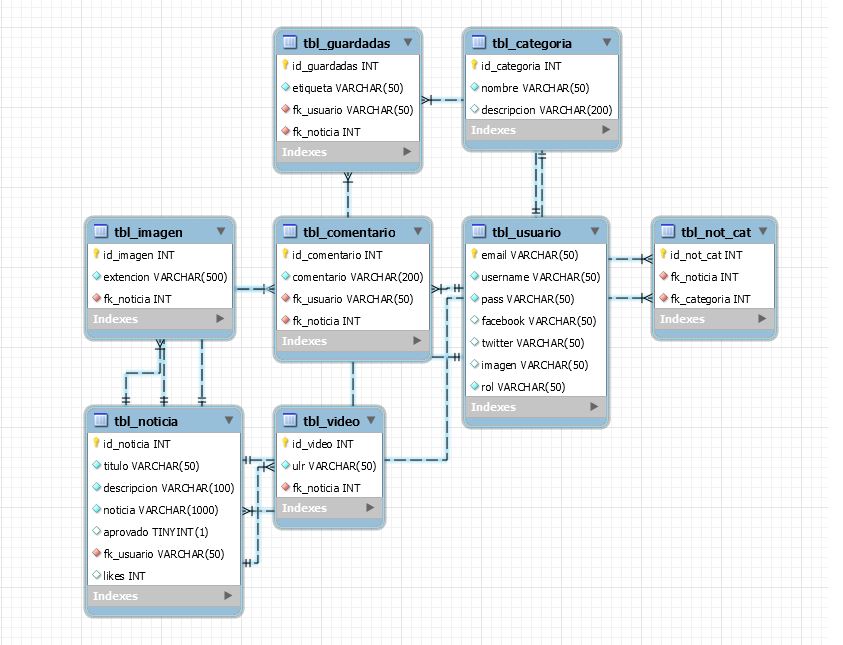 tbl_guardadas
id_guardadas INT
etiqueta VARCHAR(50)
fk_usuario VARCHAR(50)
fk_noticia INT
Indexes
tbl_categoria
id_categoria INT
nombre VARCHAR(50)
descripcion VARCHAR(200)
Indexes
tbl_imagen
id_imagen INT
extencion VARCHAR(500)
fk_noticia INT
Indexes
tbl_comentario
id_comentario INT
comentario VARCHAR(200)
fk_usuario VARCHAR(50)
fk_noticia INT
Indexes
tbl_usuario
email VARCHAR(50)
username VARCHAR(50)
pass VARCHAR(50)
facebook VARCHAR(50)
twitter VARCHAR(50)
imagen VARCHAR(50)
rol VARCHAR(50)
Indexes
tbl_not_cat
id_not_cat INT
fk_noticia INT
fk_categoria INT
Indexes
tbl_noticia
id_noticia INT
titulo VARCHAR(50)
descripcion VARCHAR(100)
noticia VARCHAR(1000)
aprovado TINYINT(1)
fk_usuario VARCHAR(50)
likes INT
Indexes
tbl_video
id_video INT
ulr VARCHAR(50)
fk_noticia INT
Indexes